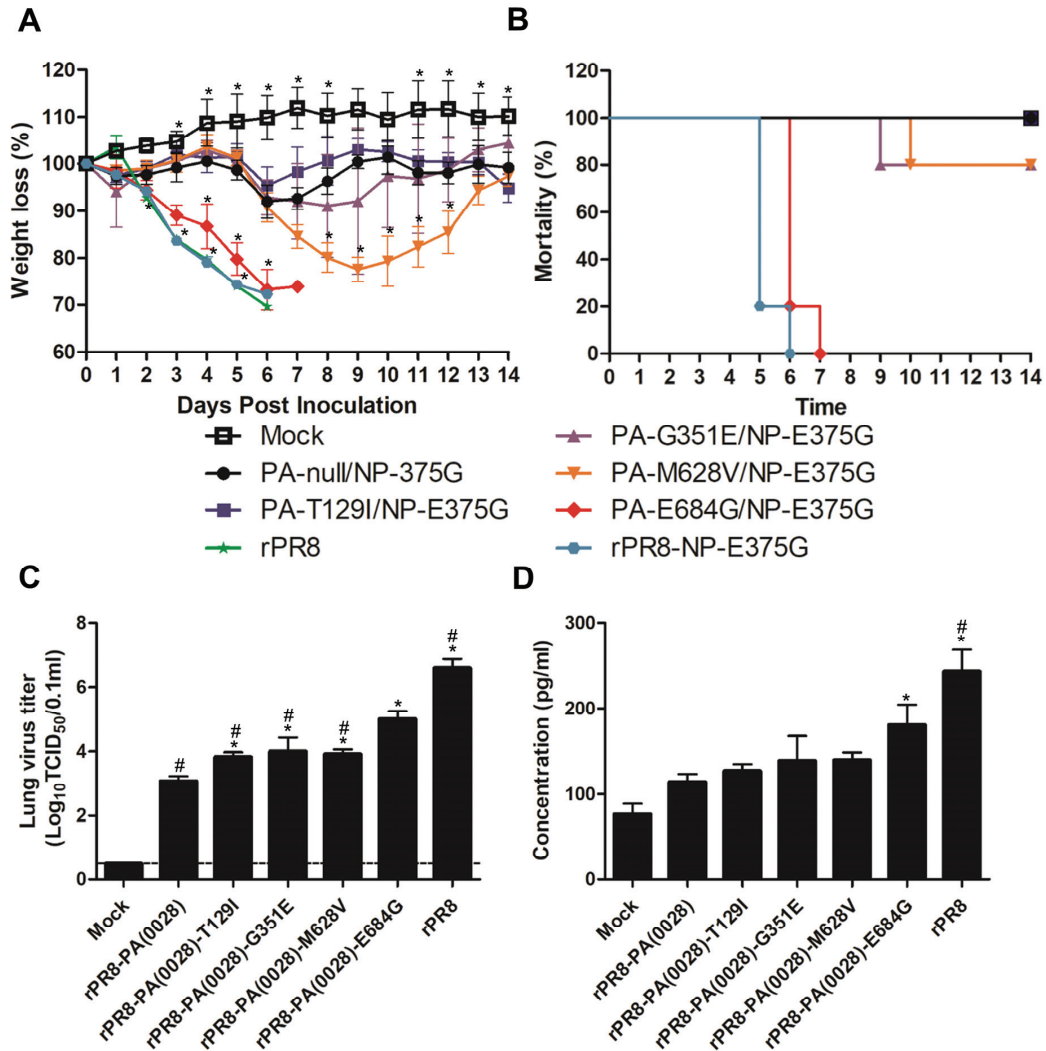 A
Weight loss (%)
120
110
100
90
80
70
60
* * * * * * * * * *
* * * * * * * * * * * * * *
0 1 2 3 4 5 6 7 8 9 10 11 12 13 14
Days Post Inoculation
B
Mortality (%)
120
100
80
60
40
20
0
0 1 2 3 4 5 6 7 8 9 10 11 12 13 14
Time
Mock
PA-null/NP-375G
PA-T129I/NP-E375G
rPR8
PA-G351E/NP-E375G
PA-M628V/NP-E375G
PA-E684G/NP-E375G
rPR8-NP-E375G
C
Lung virus titer
(Log10 TCID50/0.1ml)
8
6
4
2
0
#
# *
# *
# *
*
# *
Mock
rPR8-PA(0028)
rPR8-PA(0028)-T129I
rPR8-PA(0028)-G351E
rPR8-PA(0028)-M628V
rPR8-PA(0028)-E684G
rPR8
D
Concentration (pg/ml)
300
200
100
0
*
# *
Mock
rPR8-PA(0028)
rPR8-PA(0028)-T129I
rPR8-PA(0028)-G351E
rPR8-PA(0028)-M628V
rPR8-PA(0028)-E684G
rPR8